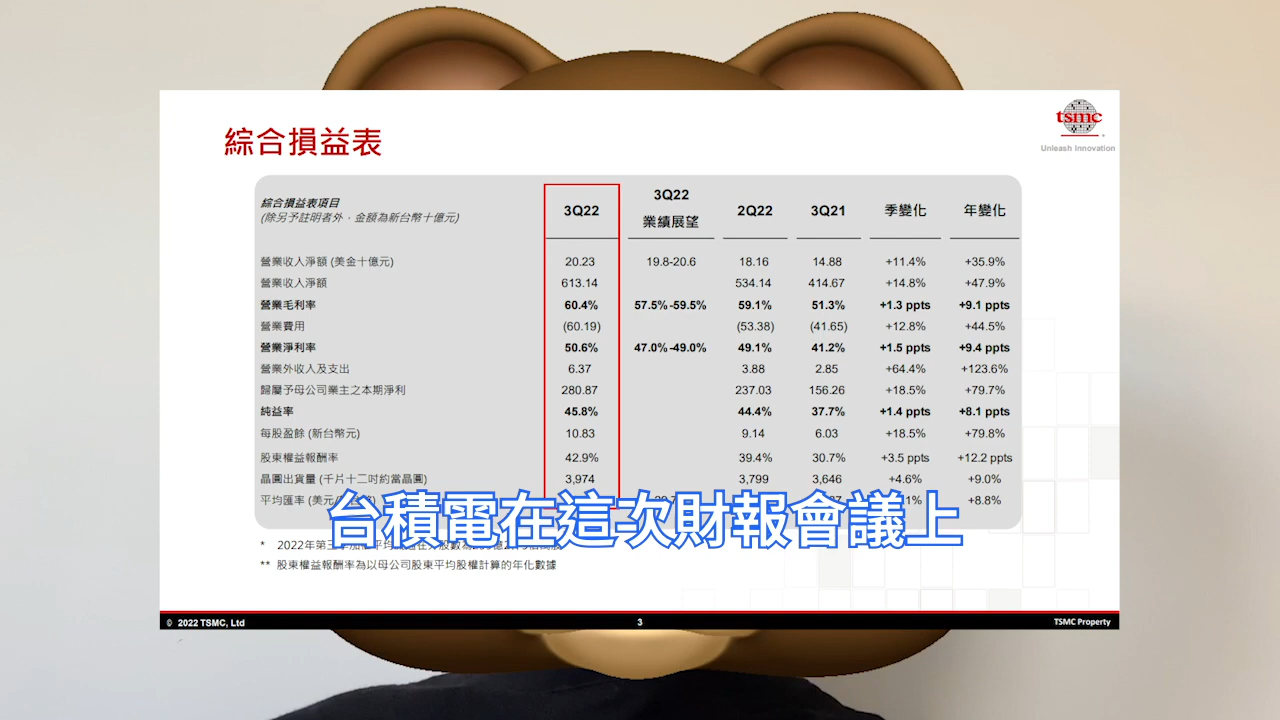 綜合損益表
tsmc
Unleash Innovation
綜合損益表項目
(除另予註明者外，金額為新台幣十億元)
3Q22
3Q22
業績展望
2Q22
3Q21
季變化
年變化
營業收入淨額 (美金十億元) 20.23 19.8-20.6 18.16 14.88 +11.4% +35.9%
營業收入淨額 613.14 534.14 414.67 +14.8% +47.9%
營業毛利率 60.4% 57.5%-59.5% 59.1% 51.3% +1.3 ppts +9.1 ppts
營業費用 (60.19) (53.38) (41.65) +12.8% +44.5%
營業淨利率 50.6% 47.0%-49.0% 49.1% 41.2% +1.5 ppts +9.4 ppts
營業外收入及支出 6.37 3.88 2.85 +64.4% +123.6%
歸屬予母公司業主之本期淨利 280.87 237.03 156.26 +18.5% +79.7%
純益率 45.8% 44.4% 37.7% +1.4 ppts +8.1 ppts
每股盈餘 (新台幣元) 10.83 9.14 6.03 +18.5% +79.8%
股東權益報酬率 42.9% 39.4% 30.7% +3.5 ppts +12.2 ppts
晶圓出貨量 (千片十二吋約當晶圓) 3,974 3,799 3,646 +4.6% +9.0%
平均匯率 (美元/ +8.8%
台積電在這次財報會議上
* 2022年第三季加權平均
** 股東權益報酬率為以母公司股東平均股權計算的年化數據
© 2022 TSMC, Ltd
3
TSMC Property